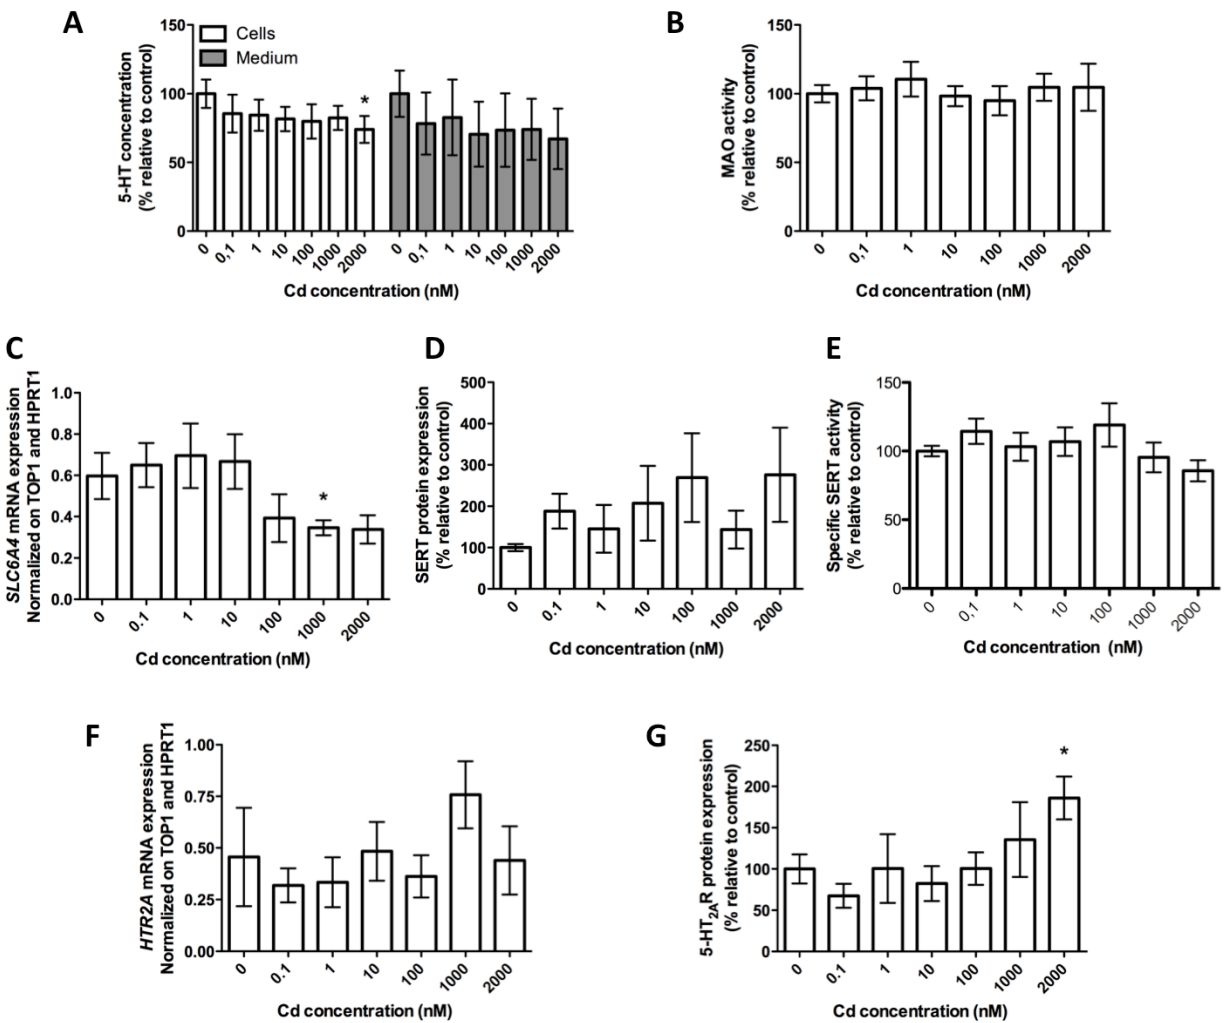 A
5-HT concentration
(% relative to control)
150
100
50
0
Cells
Medium
*
0 0,1 1 10 100 1000 2000 0 0,1 1 10 100 1000 2000
Cd concentration (nM)
B
MAO activity
(% relative to control)
150
100
50
0
0 0,1 1 10 100 1000 2000
Cd concentration (nM)
C
SLC6A4 mRNA expression
Normalized on TOP1 and HPRT1
1.0
0.8
0.6
0.4
0.2
0.0
*
0 0.1 1 10 100 1000 2000
Cd concentration (nM)
D
SERT protein expression
(% relative to control)
500
400
300
200
100
0
0 0.1 1 10 100 1000 2000
Cd concentration (nM)
E
Specific SERT activity
(% relative to control)
150
100
50
0
0 0,1 1 10 100 1000 2000
Cd concentration (nM)
F
HTR2A mRNA expression
Normalized on TOP1 and HPRT1
1.00
0.75
0.50
0.25
0.00
0 0.1 1 10 100 1000 2000
Cd concentration (nM)
G
5-HT2AR protein expression
(% relative to control)
250
200
150
100
50
0
*
0 0.1 1 10 100 1000 2000
Cd concentration (nM)